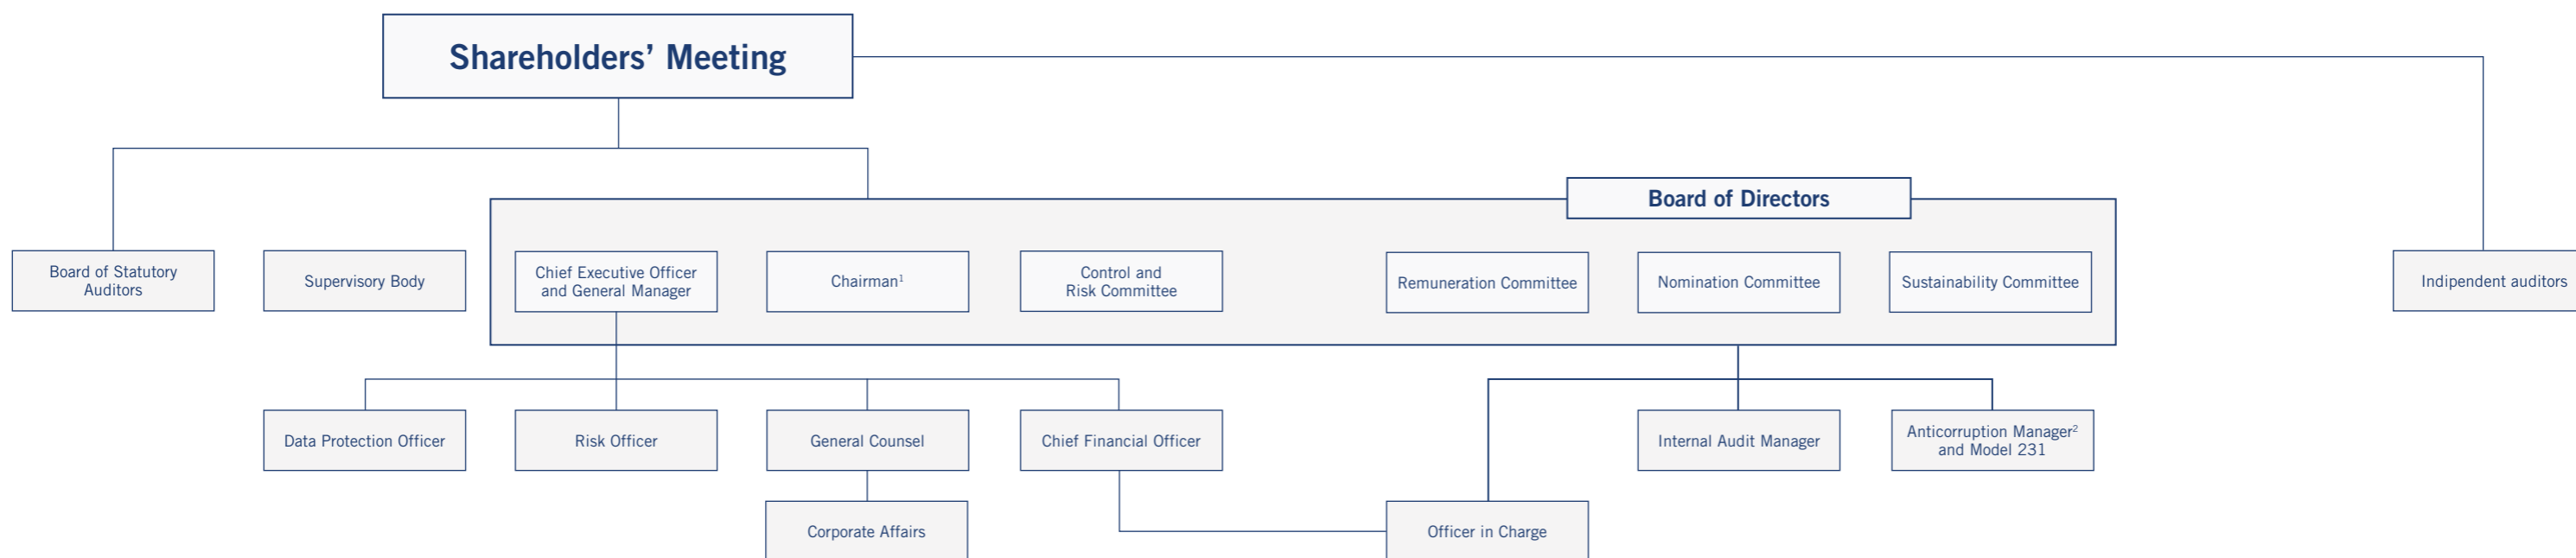 Shareholders’ Meeting
Board of Directors
Board of Statutory
Auditors
Supervisory Body
Chief Executive Officer
and General Manager
Chairman¹
Control and
Risk Committee
Remuneration Committee
Nomination Committee
Sustainability Committee
Indipendent auditors
Data Protection Officer
Risk Officer
General Counsel
Chief Financial Officer
Internal Audit Manager
Anticorruption Manager²
and Model 231
Corporate Affairs
Officer in Charge